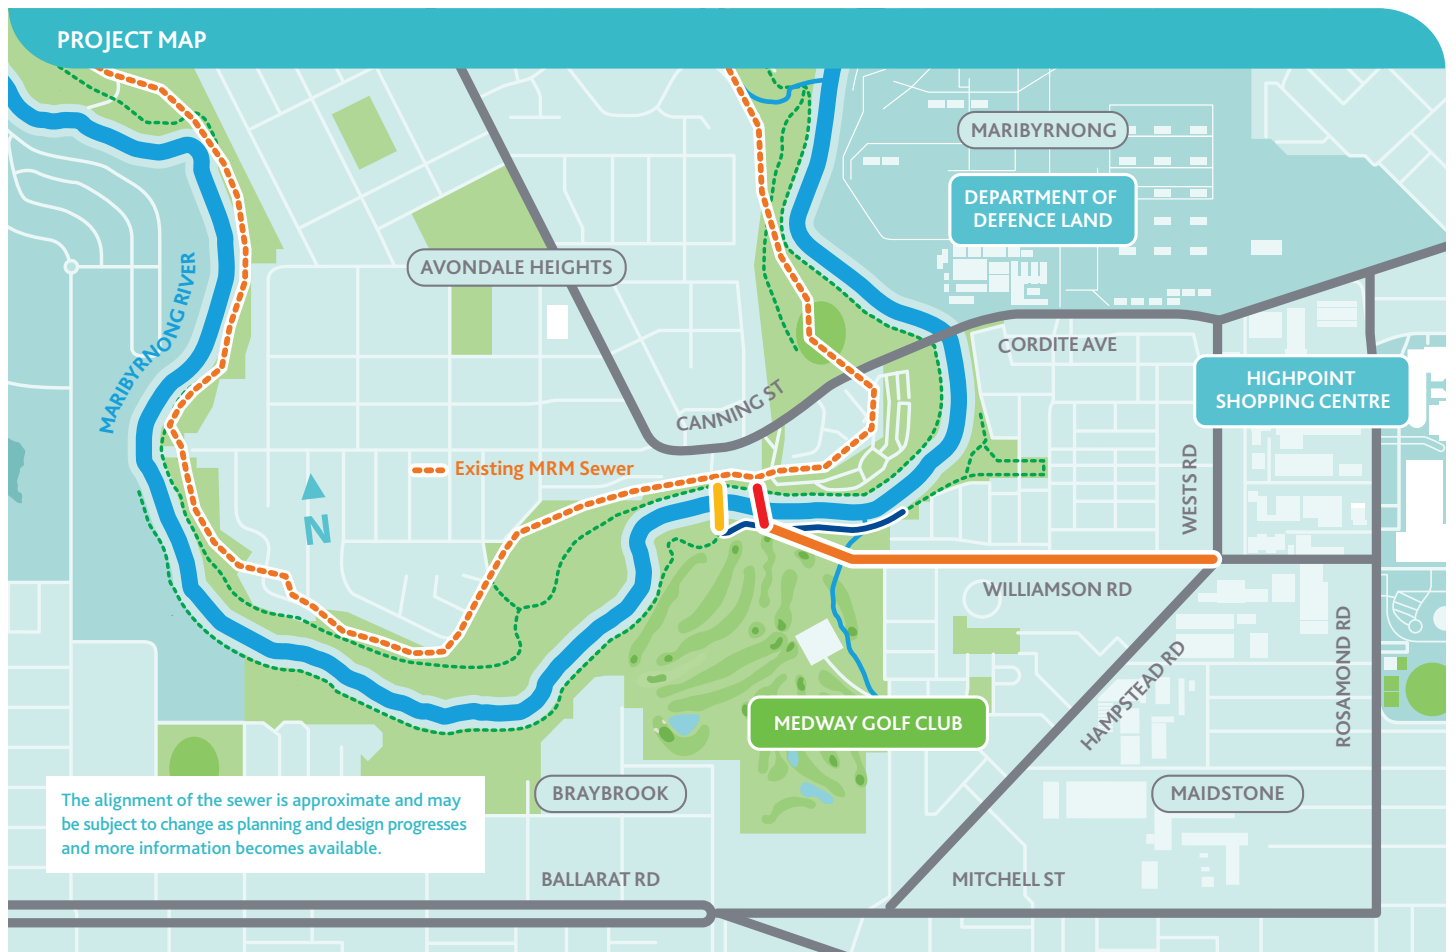 PROJECT MAP
MARIBYRNONG
DEPARTMENT OF
DEFENCE LAND
AVONDALE HEIGHTS
MARIBYRNONG RIVER
CORDITE AVE
HIGHPOINT
SHOPPING CENTRE
CANNING ST
Existing MRM Sewer
WESTS RD
N
WILLIAMSON RD
HAMPSTEAD RD
ROSAMOND RD
MEDWAY GOLF CLUB
BRAYBROOK
MAIDSTONE
The alignment of the sewer is approximate and may
be subject to change as planning and design progresses
and more information becomes available.
BALLARAT RD
MITCHELL ST